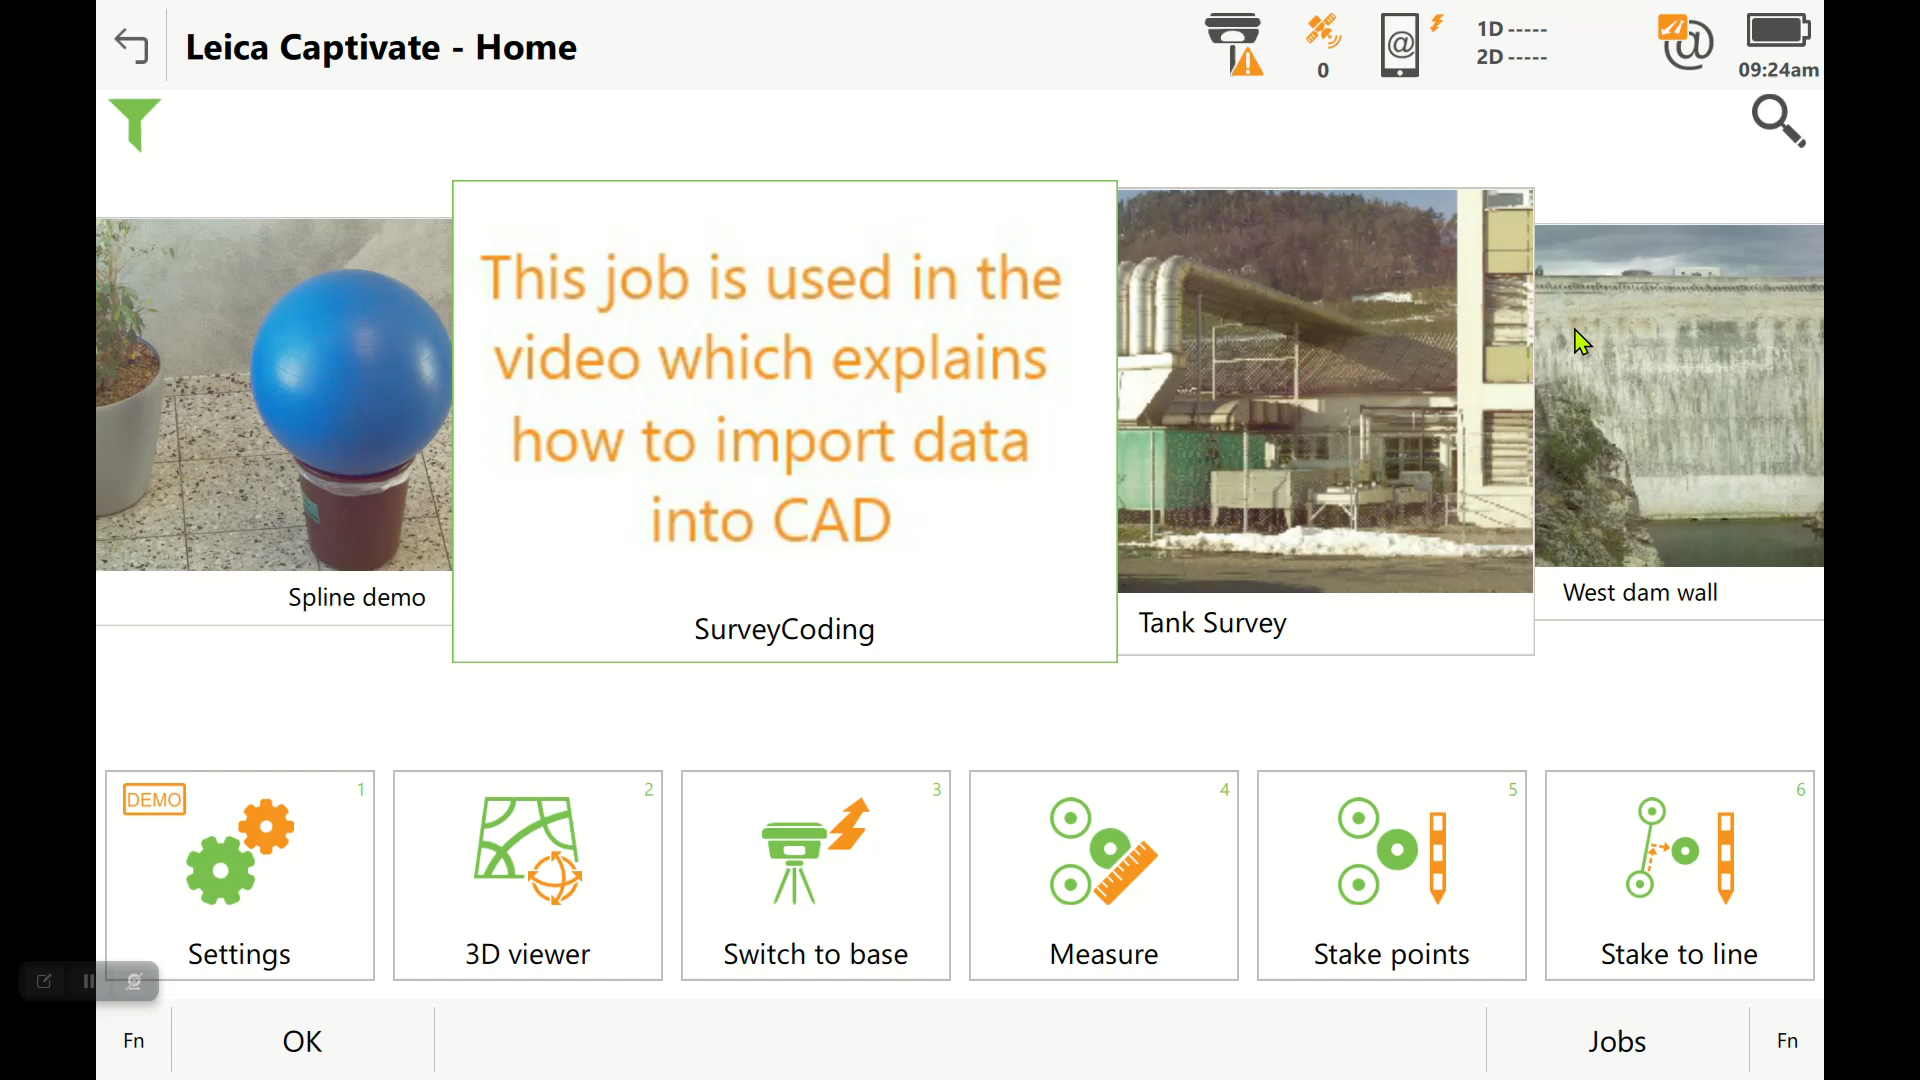 Leica Captivate - Home
0
@
1D -----
2D -----
@
09:24am
This job is used in the
video which explains
how to import data
into CAD
Spline demo
SurveyCoding
Tank Survey
West dam wall
DEMO
1
2
3
4
5
6
Settings
3D viewer
Switch to base
Measure
Stake points
Stake to line
Fn
OK
Jobs
Fn